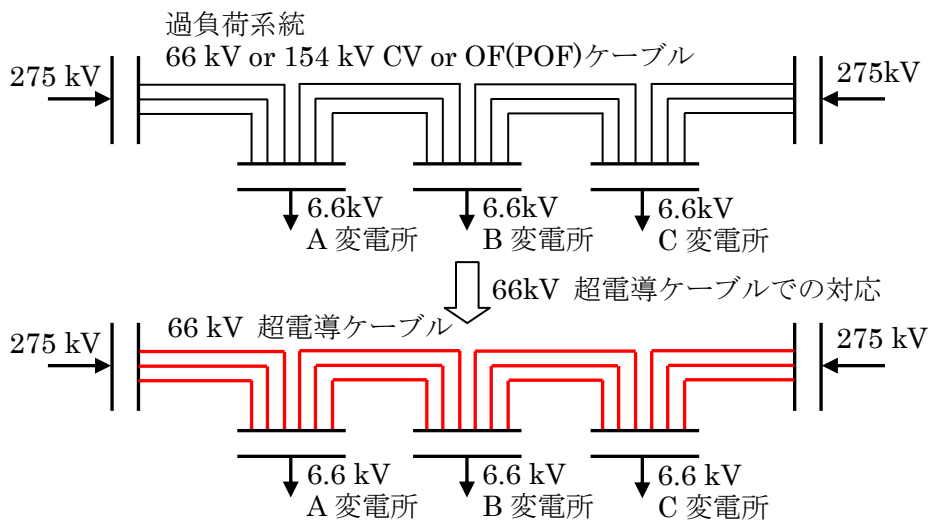 過負荷系統
66 kV or 154 kV CV or OF(POF)ケーブル
275 kV
275kV
6.6kV
A 変電所
6.6kV
B 変電所
6.6kV
C 変電所
66kV 超電導ケーブルでの対応
66 kV 超電導ケーブル
275 kV
275 kV
6.6 kV
A 変電所
6.6 kV
B 変電所
6.6 kV
C 変電所